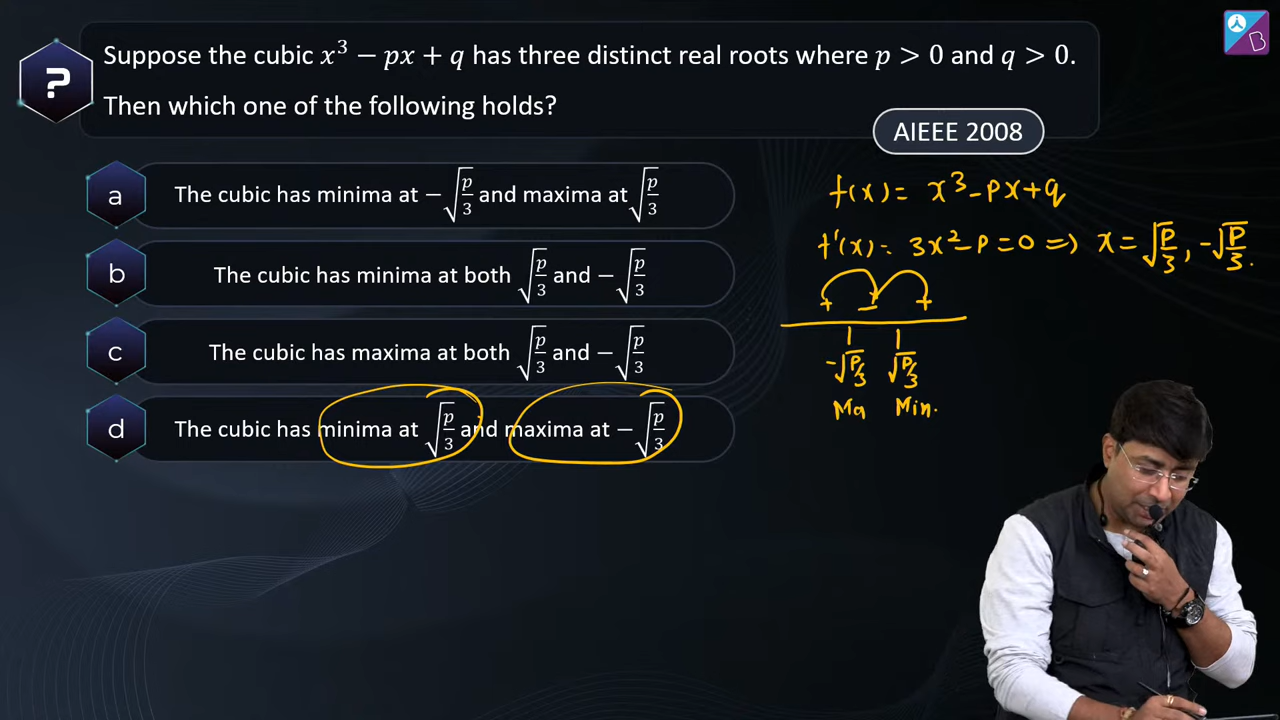 ?
Suppose the cubic x³ − px + q has three distinct real roots where p > 0 and q > 0.
Then which one of the following holds?
AIEEE 2008
a The cubic has minima at −√(p/3) and maxima at √(p/3)
b The cubic has minima at both √(p/3) and − √(p/3)
c The cubic has maxima at both √(p/3) and − √(p/3)
d The cubic has minima at √(p/3) and maxima at − √(p/3)
f(x) = x³ − px + q
f'(x) = 3x² − p = 0 ⇒ x = √(p/3), −√(p/3).
+ − +
−√(p/3) √(p/3)
Ma Min.
B